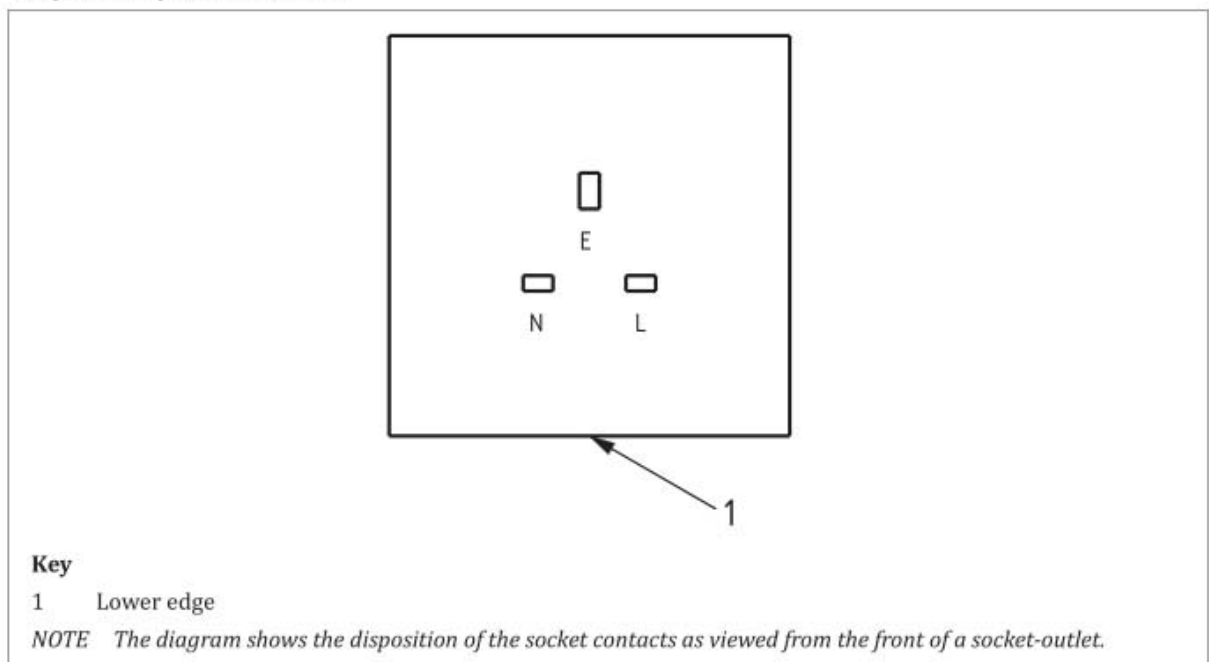 E
N L
1
Key
1 Lower edge
NOTE The diagram shows the disposition of the socket contacts as viewed from the front of a socket-outlet.